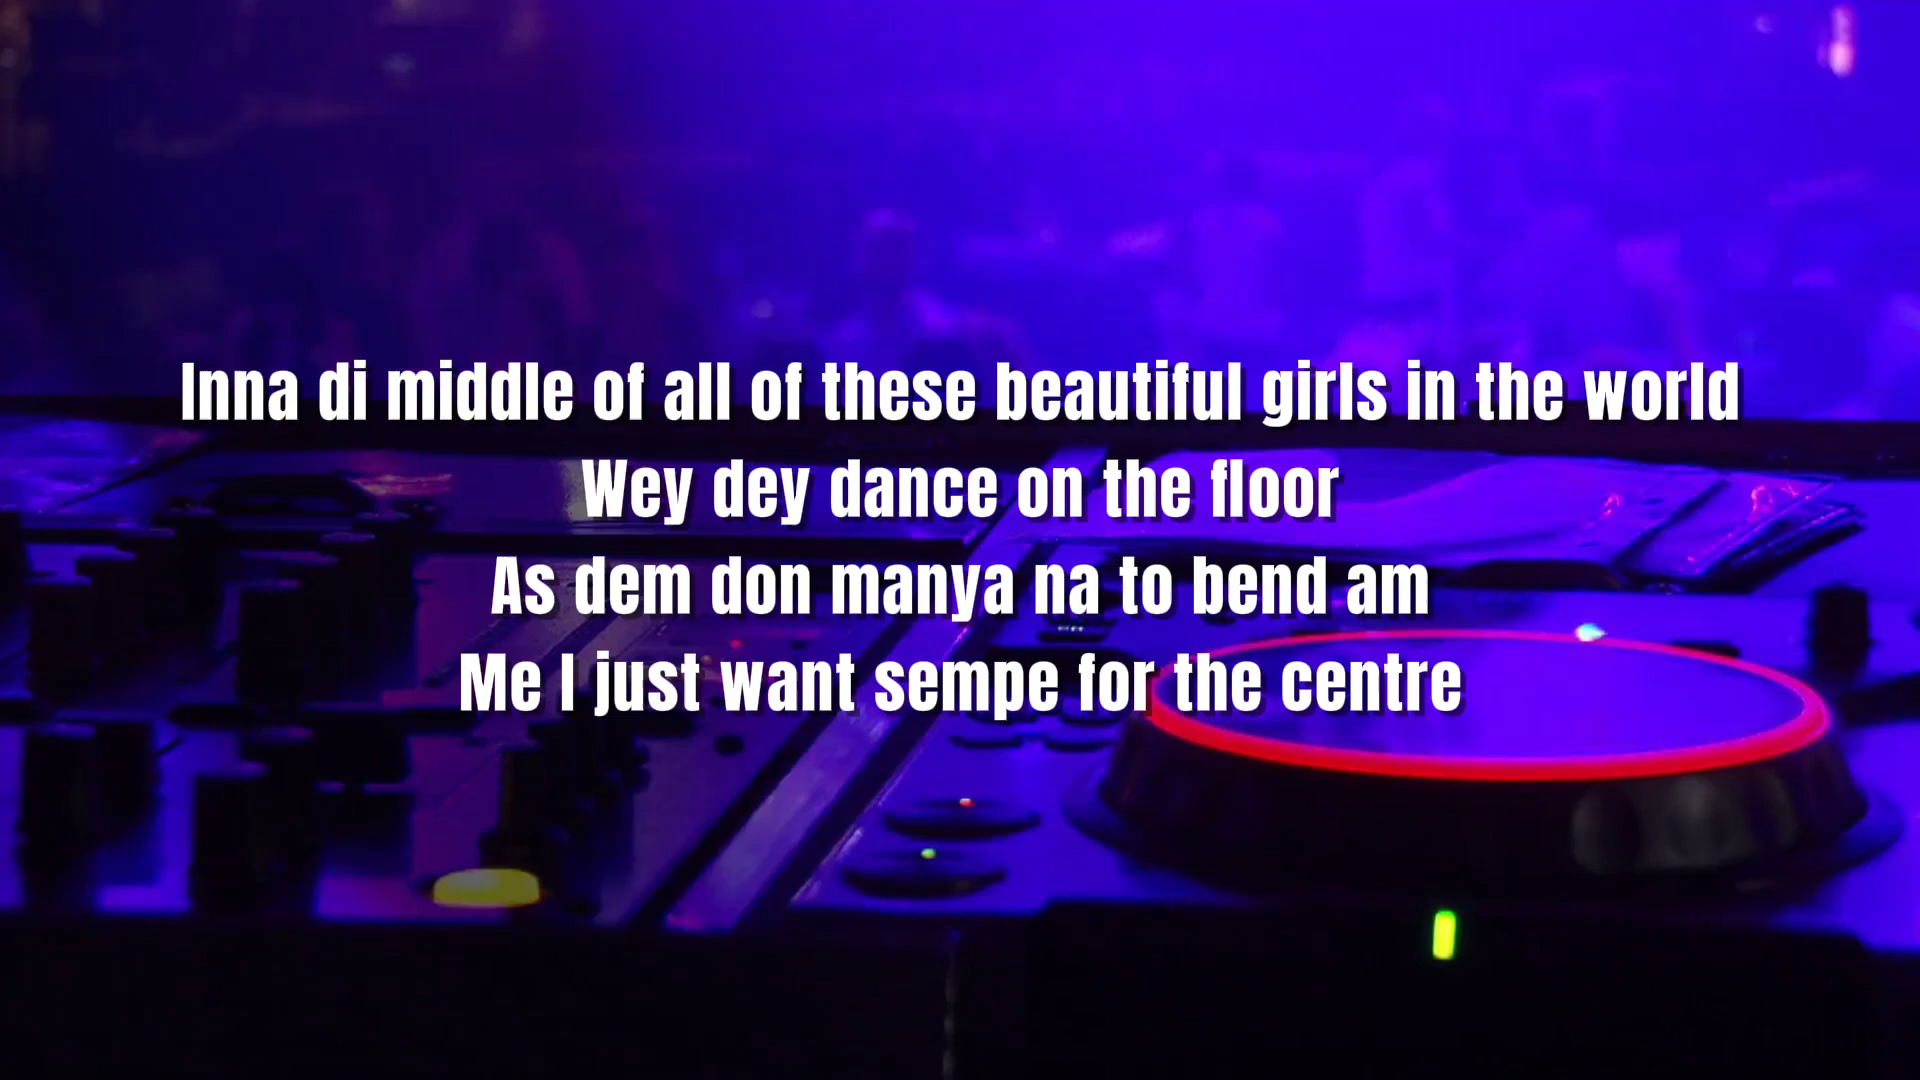 Inna di middle of all of these beautiful girls in the world
Wey dey dance on the floor
As dem don manya na to bend am
Me I just want sempe for the centre